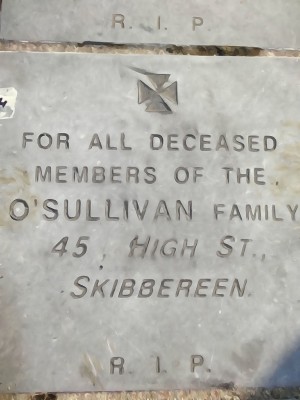 R. I. P
FOR ALL DECEASED
MEMBERS OF THE
O'SULLIVAN FAMILY
45, HIGH ST.,
SKIBBEREEN.
R. I. P.